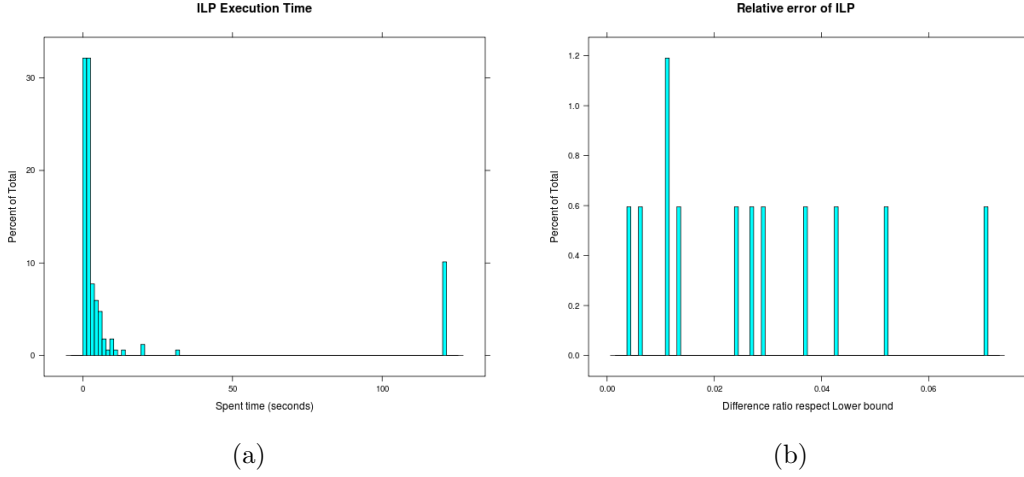 ILP Execution Time
Percent of Total
30
20
10
0
0 50 100
Spent time (seconds)
(a)
Relative error of ILP
Percent of Total
1.2
1.0
0.8
0.6
0.4
0.2
0.0
0.00 0.02 0.04 0.06
Difference ratio respect Lower bound
(b)